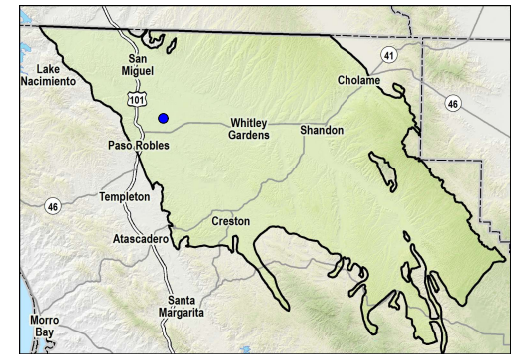 San
Miguel
41
Lake
Nacimiento
Cholame
101
46
Whitley
Gardens
Shandon
Paso Robles
Templeton
46
Creston
Atascadero
Santa
Margarita
Morro
Bay